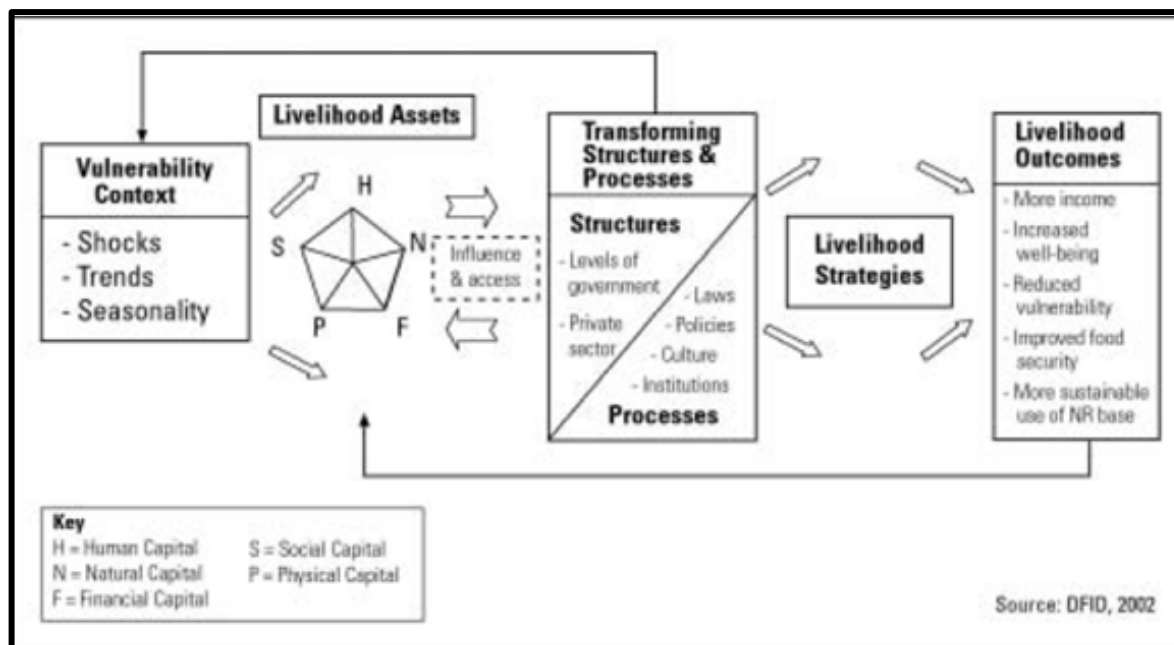 Livelihood Assets
Vulnerability
Context
- Shocks
- Trends
- Seasonality
H
S
N
P
F
Influence
& access
Transforming
Structures &
Processes
Structures
- Levels of
government
- Private
sector
- Laws
- Policies
- Culture
- Institutions
Processes
Livelihood
Strategies
Livelihood
Outcomes
- More income
- Increased
well-being
- Reduced
vulnerability
- Improved food
security
- More sustainable
use of NR base
Key
H = Human Capital
S = Social Capital
N = Natural Capital
P = Physical Capital
F = Financial Capital
Source: DFID, 2002